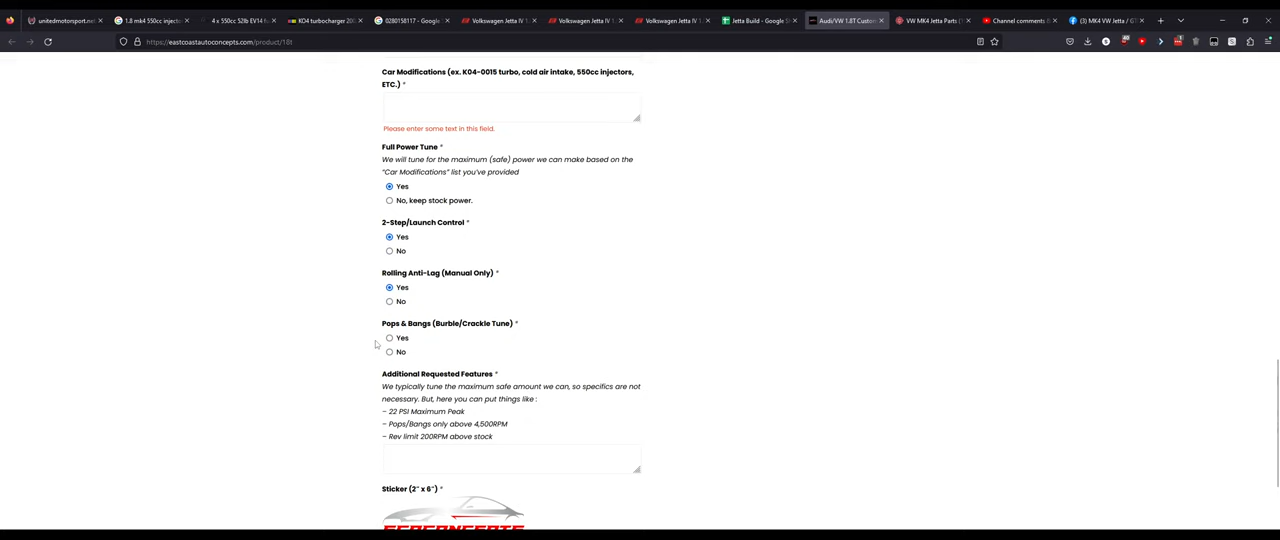 unitedmotorsport.net
1.8 mk4 550cc injector
4 x 550cc 52lb EV14 f
K04 turbocharger 200
0280158117 - Google
Volkswagen Jetta IV 1.
Volkswagen Jetta IV 1.
Volkswagen Jetta IV 1.
Jetta Build - Google S
Audi/VW 1.8T Custom
VW MK4 Jetta Parts (1
Channel comments &
(3) MK4 VW Jetta / GT
https://eastcoastautoconcepts.com/product/18t
Car Modifications (ex. K04-0015 turbo, cold air intake, 550cc injectors,
ETC.) *
Please enter some text in this field.
Full Power Tune *
We will tune for the maximum (safe) power we can make based on the
"Car Modifications" list you've provided
Yes
No, keep stock power.
2-Step/Launch Control *
Yes
No
Rolling Anti-Lag (Manual Only) *
Yes
No
Pops & Bangs (Burble/Crackle Tune) *
Yes
No
Additional Requested Features *
We typically tune the maximum safe amount we can, so specifics are not
necessary. But, here you can put things like :
– 22 PSI Maximum Peak
– Pops/Bangs only above 4,500RPM
– Rev limit 200RPM above stock
Sticker (2" x 6") *
ECOCONCEPTS